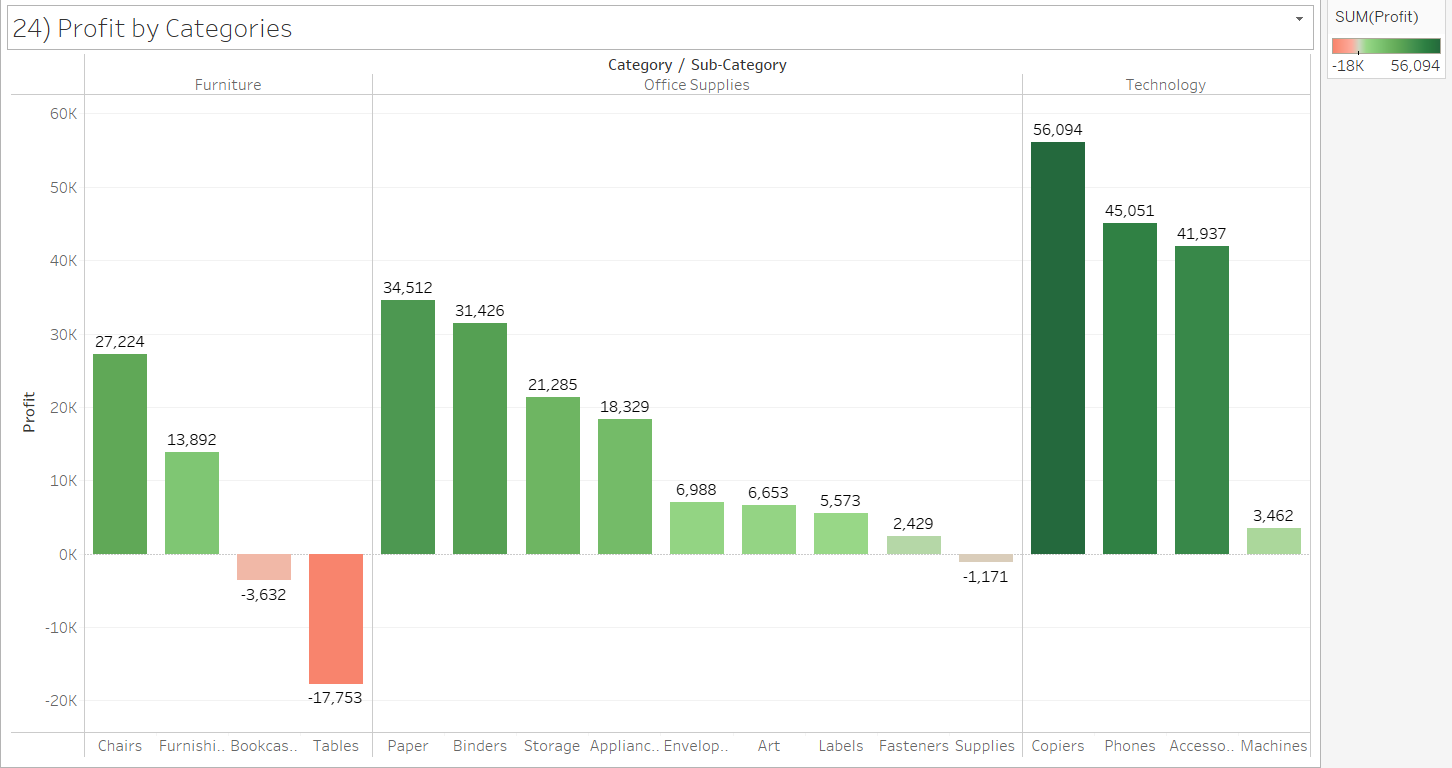 24) Profit by Categories
SUM(Profit)
-18K 56,094
Category / Sub-Category
Furniture Office Supplies Technology
60K
50K
40K
30K
20K
10K
0K
-10K
-20K
Profit
27,224
13,892
-3,632
-17,753
34,512
31,426
21,285
18,329
6,988
6,653
5,573
2,429
-1,171
56,094
45,051
41,937
3,462
Chairs Furnishi.. Bookcas.. Tables Paper Binders Storage Applianc.. Envelop.. Art Labels Fasteners Supplies Copiers Phones Accesso.. Machines